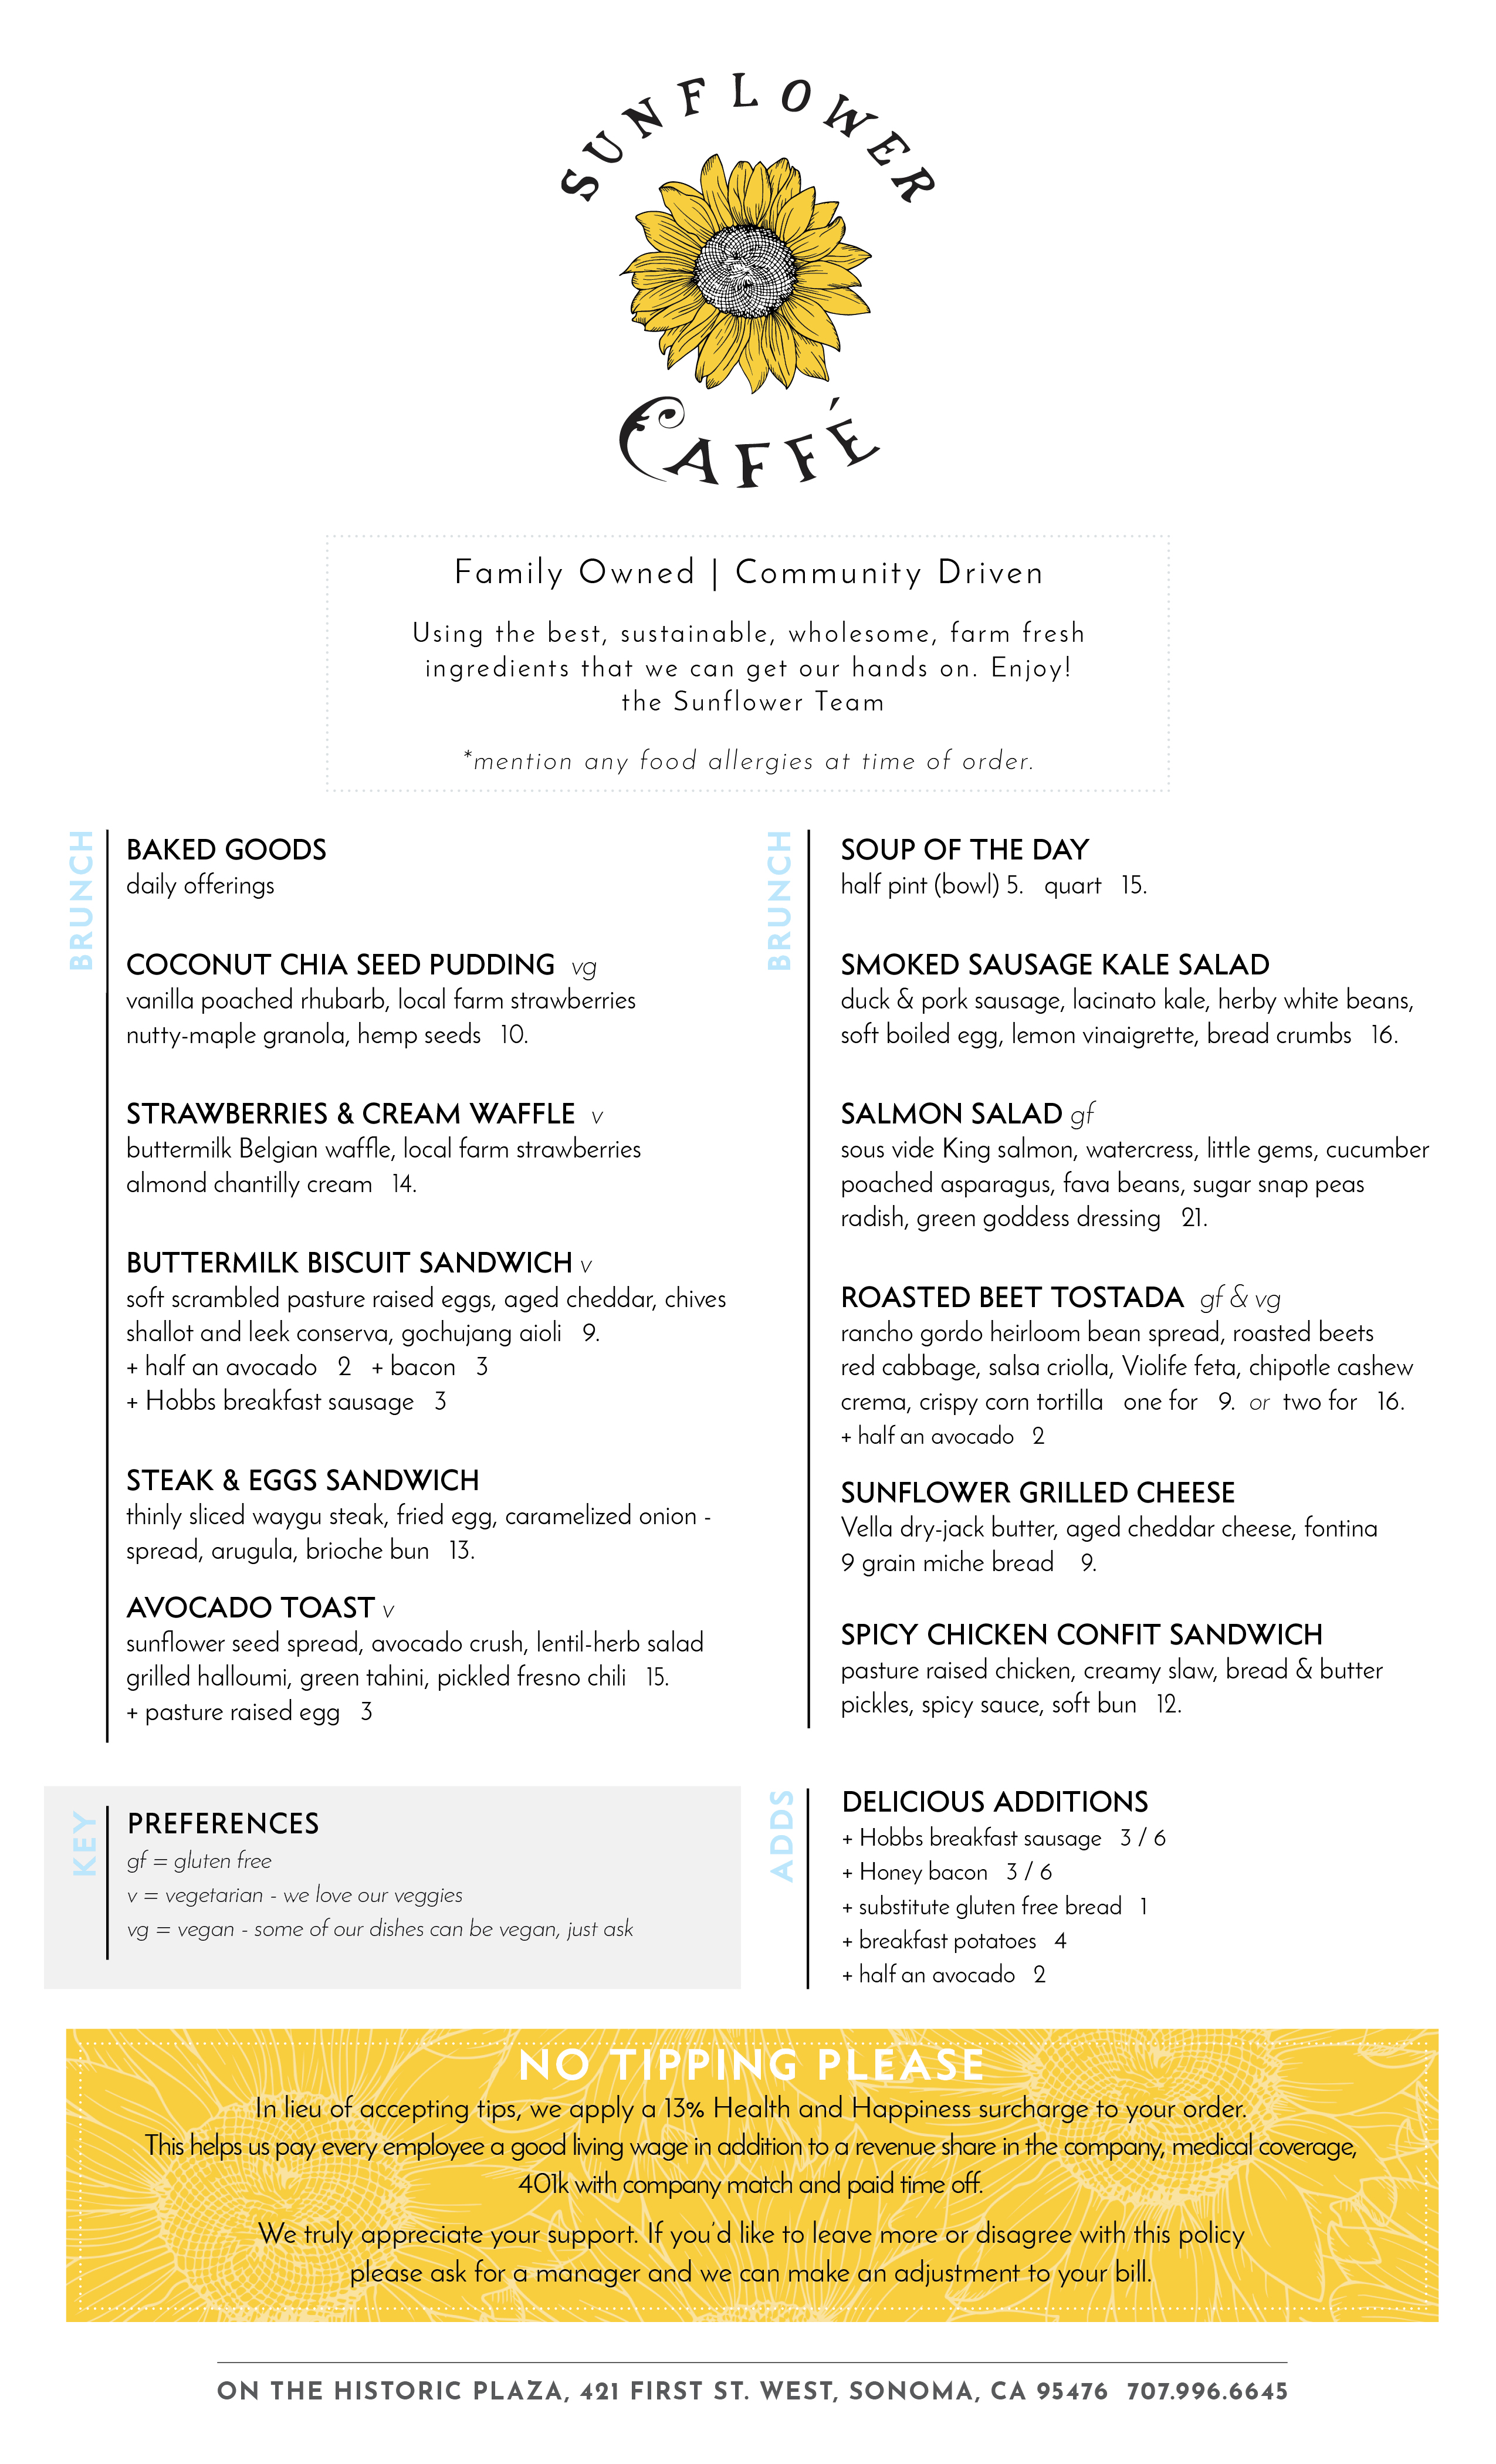 SUNFLOWER
CAFFÉ
Family Owned | Community Driven
Using the best, sustainable, wholesome, farm fresh
ingredients that we can get our hands on. Enjoy!
the Sunflower Team
*mention any food allergies at time of order.
BRUNCH
BAKED GOODS
daily offerings
COCONUT CHIA SEED PUDDING vg
vanilla poached rhubarb, local farm strawberries
nutty-maple granola, hemp seeds 10.
STRAWBERRIES & CREAM WAFFLE v
buttermilk Belgian waffle, local farm strawberries
almond chantilly cream 14.
BUTTERMILK BISCUIT SANDWICH v
soft scrambled pasture raised eggs, aged cheddar, chives
shallot and leek conserva, gochujang aioli 9.
+ half an avocado 2 + bacon 3
+ Hobbs breakfast sausage 3
STEAK & EGGS SANDWICH
thinly sliced waygu steak, fried egg, caramelized onion -
spread, arugula, brioche bun 13.
AVOCADO TOAST v
sunflower seed spread, avocado crush, lentil-herb salad
grilled halloumi, green tahini, pickled fresno chili 15.
+ pasture raised egg 3
BRUNCH
SOUP OF THE DAY
half pint (bowl) 5. quart 15.
SMOKED SAUSAGE KALE SALAD
duck & pork sausage, lacinato kale, herby white beans,
soft boiled egg, lemon vinaigrette, bread crumbs 16.
SALMON SALAD gf
sous vide King salmon, watercress, little gems, cucumber
poached asparagus, fava beans, sugar snap peas
radish, green goddess dressing 21.
ROASTED BEET TOSTADA gf & vg
rancho gordo heirloom bean spread, roasted beets
red cabbage, salsa criolla, Violife feta, chipotle cashew
crema, crispy corn tortilla one for 9. or two for 16.
+ half an avocado 2
SUNFLOWER GRILLED CHEESE
Vella dry-jack butter, aged cheddar cheese, fontina
9 grain miche bread 9.
SPICY CHICKEN CONFIT SANDWICH
pasture raised chicken, creamy slaw, bread & butter
pickles, spicy sauce, soft bun 12.
KEY
PREFERENCES
gf = gluten free
v = vegetarian - we love our veggies
vg = vegan - some of our dishes can be vegan, just ask
ADDS
DELICIOUS ADDITIONS
+ Hobbs breakfast sausage 3 / 6
+ Honey bacon 3 / 6
+ substitute gluten free bread 1
+ breakfast potatoes 4
+ half an avocado 2
NO TIPPING PLEASE
In lieu of accepting tips, we apply a 13% Health and Happiness surcharge to your order.
This helps us pay every employee a good living wage in addition to a revenue share in the company, medical coverage,
401k with company match and paid time off.
We truly appreciate your support. If you'd like to leave more or disagree with this policy
please ask for a manager and we can make an adjustment to your bill.
ON THE HISTORIC PLAZA, 421 FIRST ST. WEST, SONOMA, CA 95476 707.996.6645